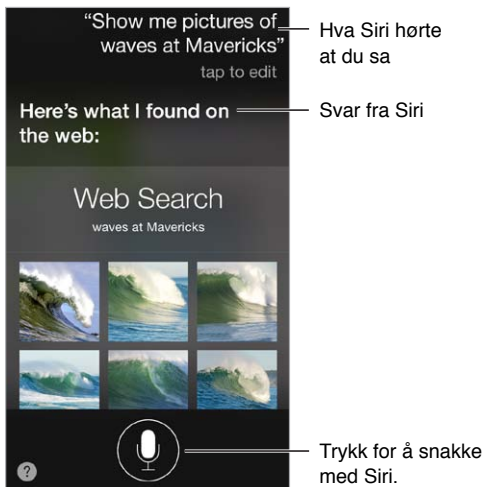 “Show me pictures of
waves at Mavericks”
tap to edit
Hva Siri hørte
at du sa
Here’s what I found on
the web:
Svar fra Siri
Web Search
waves at Mavericks
Trykk for å snakke
med Siri.
?